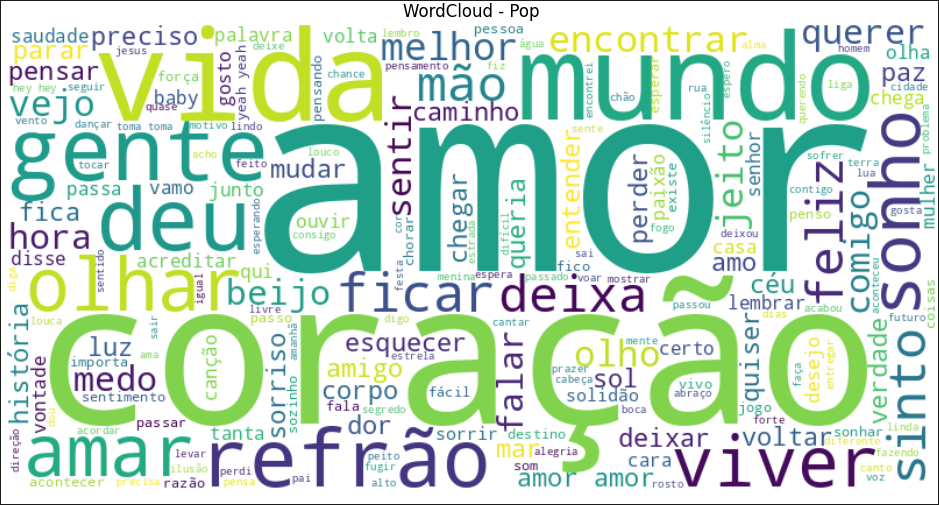 WordCloud - Pop
saudade preciso palavra volta lembro pessoa encontrar querer
parar jesus deixe melhor água alma homem olha
pensar vida gosto yeah yeah pensando mão mundo paz
hey hey seguir força chance pensamento fiz encontrei esperar rua espero liga cidade
vejo baby caminho chão querendo chega
vento quase silêncio problema
gente dançar toma toma motivo lindo amor sente jeito senhor sofrer sonho
tocar acho louco sentir entender paixão existe terra mulher
passa vamo feito mudar perder lua
fica deu junto chegar queria difícil contigo feliz comigo gosta
hora esperando ouvir chorar cor fogo deixou penso
disse consigo estrada casa
acreditar qui festa sai amo aconteceu coisas
diga sentido igual menina espera passado fico voar mostrar céu
olhar beijo ficar deixa passou lembrar acabou futuro
livre dias
história louca sair passo amanhã digo cantar coração verdade
luz canção esquecer estrela olho mente certo quiser faça desejo entregar sinto
importa ama sorriso amigo prazer sol
medo sozinho corpo fácil falar cabeça solidão vivo abraço
vontade sentimento fala segredo boca jogo
dou passar dor forte linda
direção acordar tanta refrão sorrir destino deixar viver voltar sonhar
amar peito mar alegria diferente
levar ilusão perdi fugir som cara fazendo
acontecer precisa razão pensa pai alto amor amor rosto canto voz